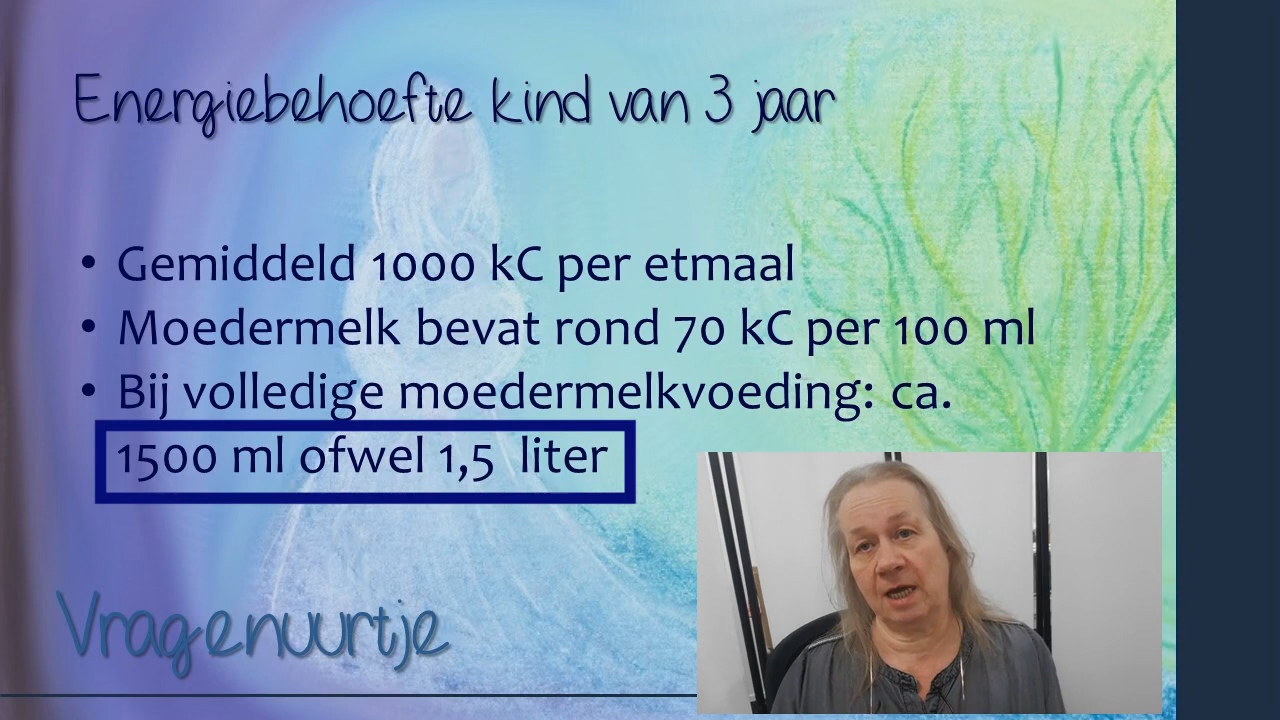 Energiebehoefte kind van 3 jaar
• Gemiddeld 1000 kC per etmaal
• Moedermelk bevat rond 70 kC per 100 ml
• Bij volledige moedermelkvoeding: ca.
1500 ml ofwel 1,5 liter
Vragenuurtje